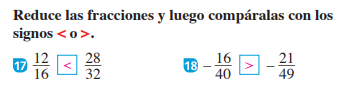 Reduce las fracciones y luego compáralas con los
signos < o >.
17 12/16 < 28/32 18 - 16/40 > - 21/49